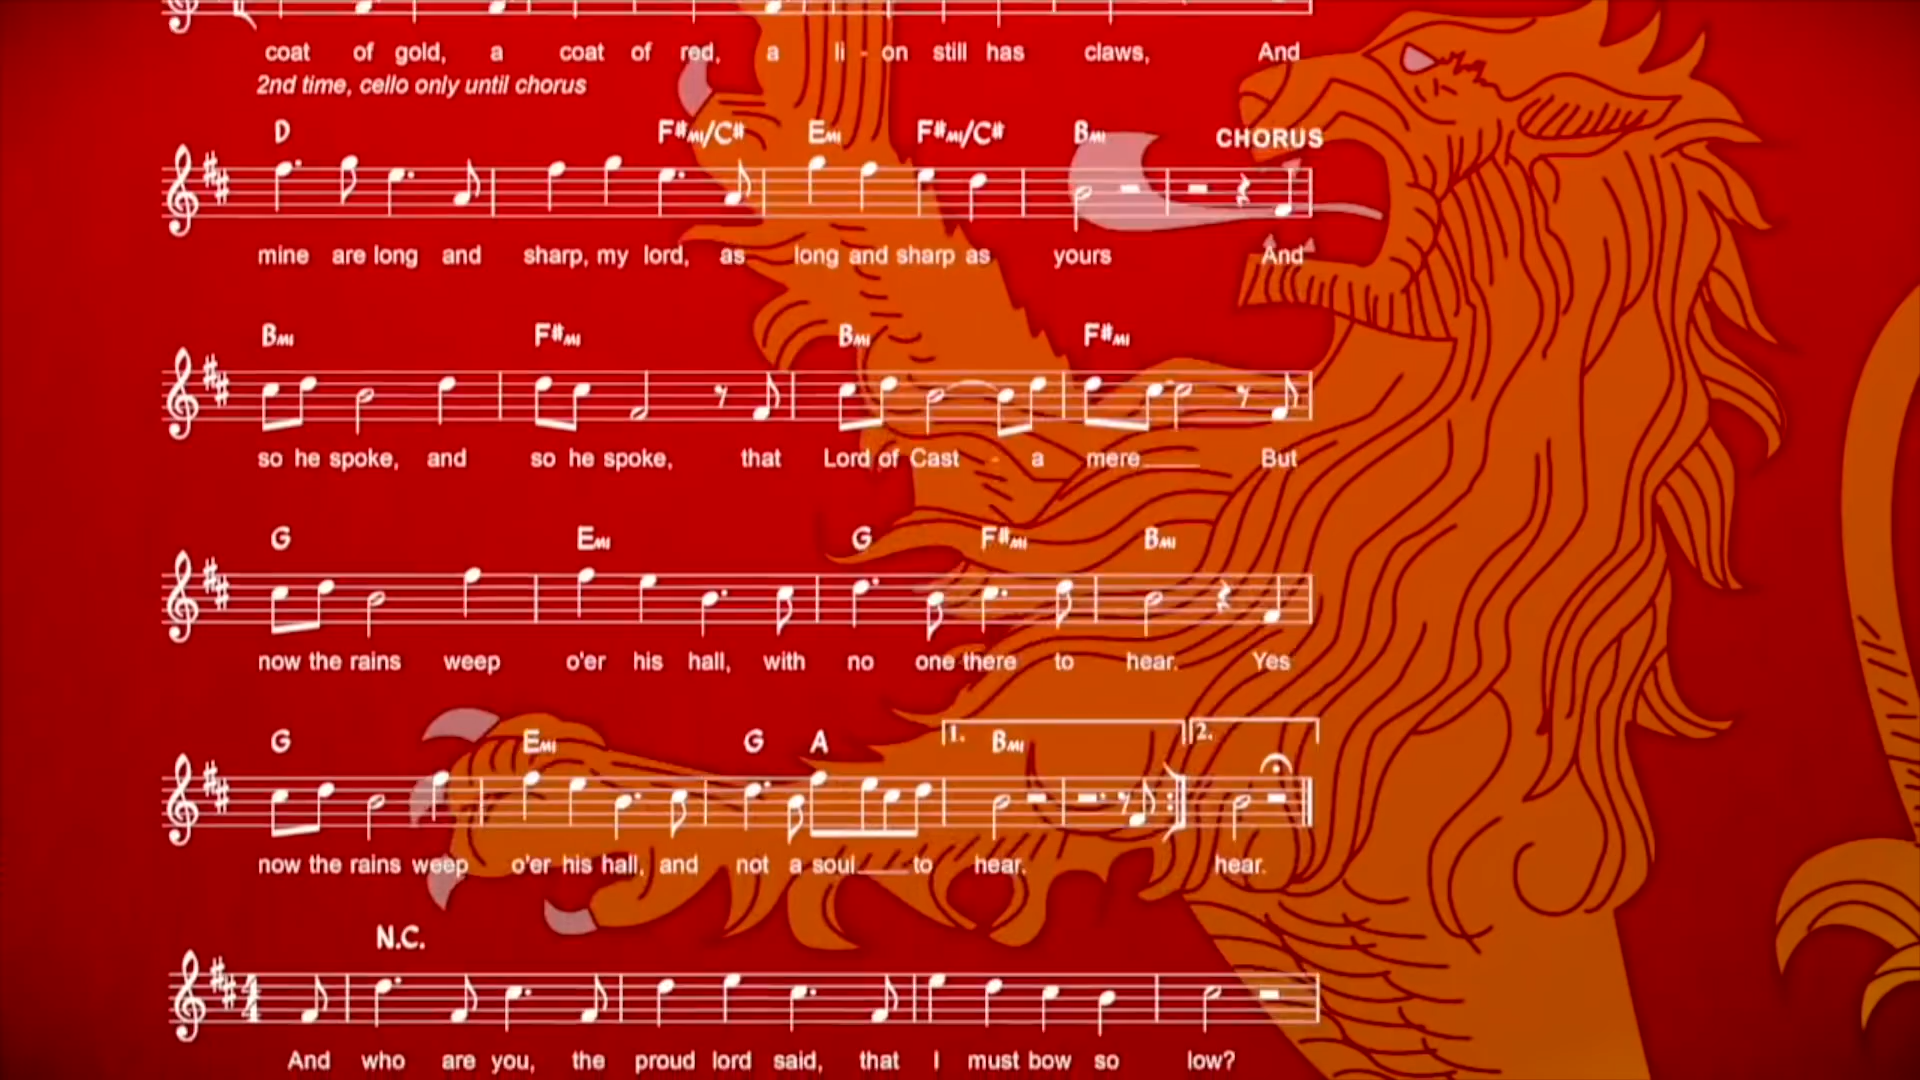 coat of gold, a coat of red, a li - on still has claws, And
2nd time, cello only until chorus
D F#MI/C# EMI F#MI/C# BMI CHORUS
mine are long and sharp, my lord, as long and sharp as yours And
BMI F#MI BMI F#MI
so he spoke, and so he spoke, that Lord of Cast - a mere____ But
G EMI G F#MI BMI
now the rains weep o'er his hall, with no one there to hear. Yes
G EMI G A 1. BMI 2.
now the rains weep o'er his hall, and not a soul____ to hear. hear.
N.C.
4
4
And who are you, the proud lord said, that I must bow so low?